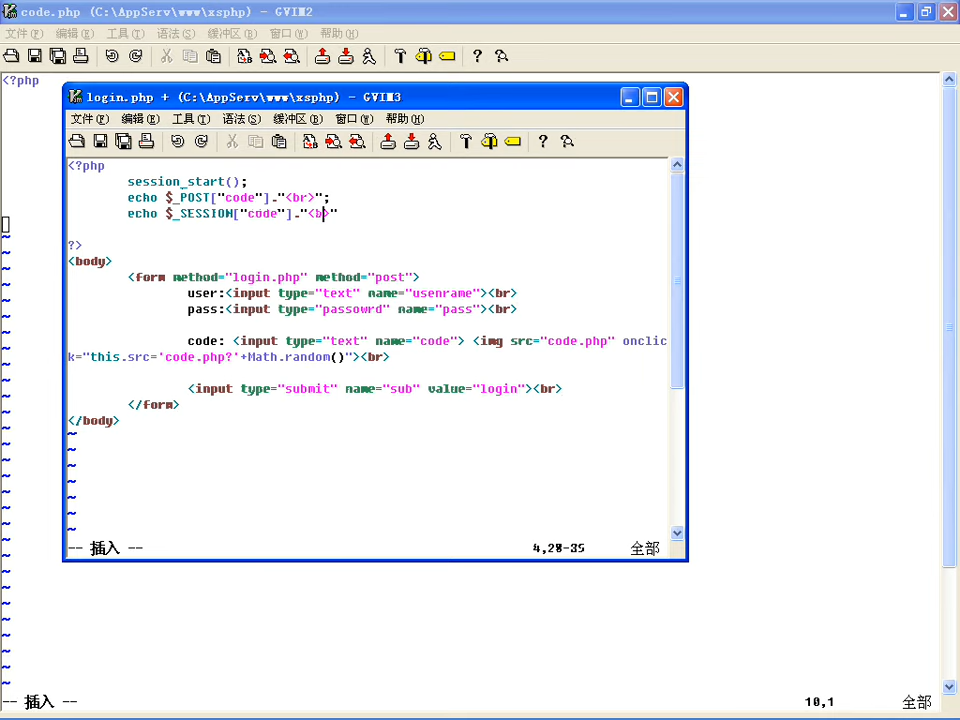 code.php (C:\AppServ\www\xsphp) - GVIM2
文件(F) 编辑(E) 工具(T) 语法(S) 缓冲区(B) 窗口(W) 帮助(H)
<?php
login.php + (C:\AppServ\www\xsphp) - GVIM3
文件(F) 编辑(E) 工具(T) 语法(S) 缓冲区(B) 窗口(W) 帮助(H)
<?php
session_start();
echo $_POST["code"]."<br>";
echo $_SESSION["code"]."<b>"
?>
<body>
<form method="login.php" method="post">
user:<input type="text" name="usenrame"><br>
pass:<input type="passowrd" name="pass"><br>
code: <input type="text" name="code"> <img src="code.php" onclic
k="this.src='code.php?'+Math.random()"><br>
<input type="submit" name="sub" value="login"><br>
</form>
</body>
~
~
~
~
~
~
~
-- 插入 -- 4,28-35 全部
-- 插入 -- 10,1 全部